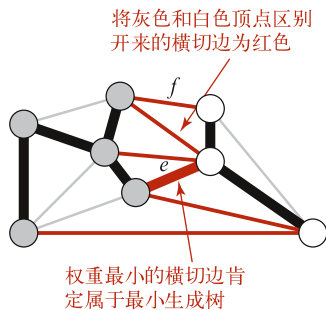 将灰色和白色顶点区别
开来的横切边为红色
f
e
权重最小的横切边肯
定属于最小生成树